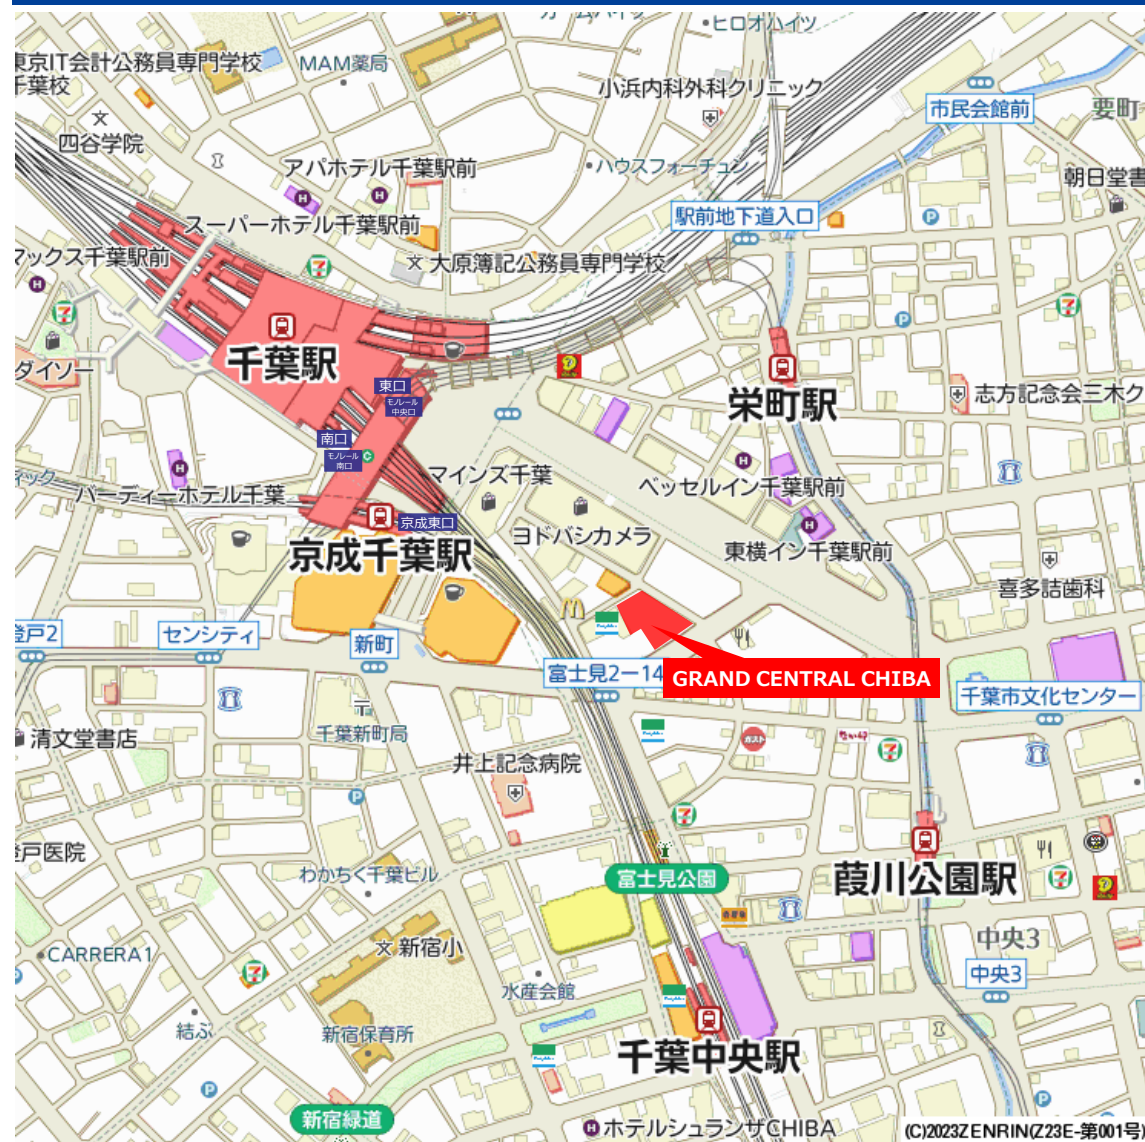 ヒロオハイツ
東京IT会計公務員専門学校
千葉校
MAM薬局
小浜内科外科クリニック
市民会館前
要町
四谷学院
アパホテル千葉駅前
ハウスフォーチュン
朝日堂書
スーパーホテル千葉駅前
駅前地下道入口
マックス千葉駅前
大原簿記公務員専門学校
千葉駅
ダイソー
東口
モノレール
中央口
栄町駅
志方記念会三木ク
南口
モノレール
南口
マインズ千葉
ベッセルイン千葉駅前
ィック
バーディーホテル千葉
京成東口
ヨドバシカメラ
京成千葉駅
東横イン千葉駅前
喜多詰歯科
登戸2
センシティ
新町
富士見2ー14
GRAND CENTRAL CHIBA
千葉市文化センター
清文堂書店
千葉新町局
ガスト
なか卯
井上記念病院
登戸医院
わかちく千葉ビル
富士見公園
葭川公園駅
CARRERA1
新宿小
中央3
中央3
水産会館
結ぶ
新宿保育所
千葉中央駅
新宿緑道
ホテルシュランザCHIBA
(C)2023ZENRIN(Z23E-第001号)